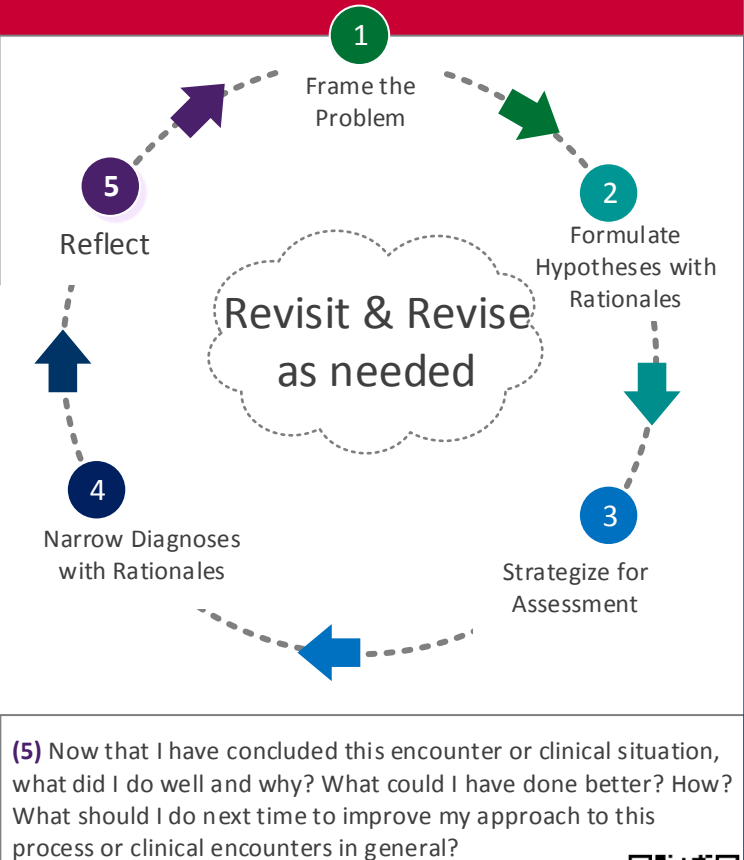 1
Frame the
Problem
2
Formulate
Hypotheses with
Rationales
3
Strategize for
Assessment
4
Narrow Diagnoses
with Rationales
5
Reflect
Revisit & Revise
as needed
(5) Now that I have concluded this encounter or clinical situation,
what did I do well and why? What could I have done better? How?
What should I do next time to improve my approach to this
process or clinical encounters in general?